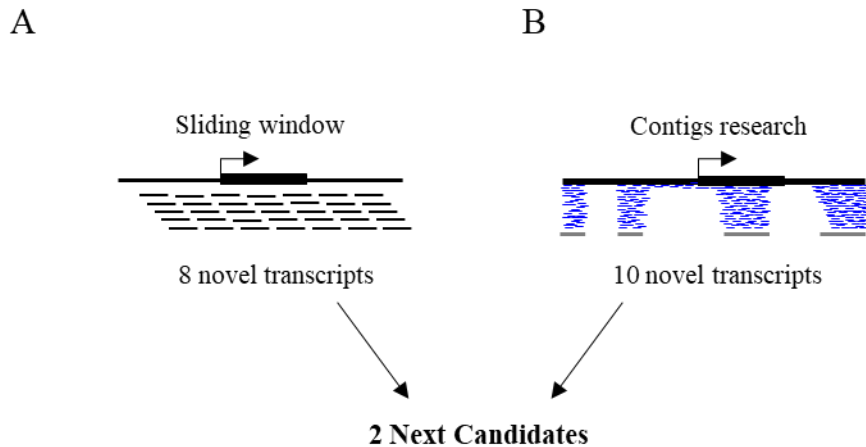 A
B
Sliding window
Contigs research
8 novel transcripts
10 novel transcripts
2 Next Candidates